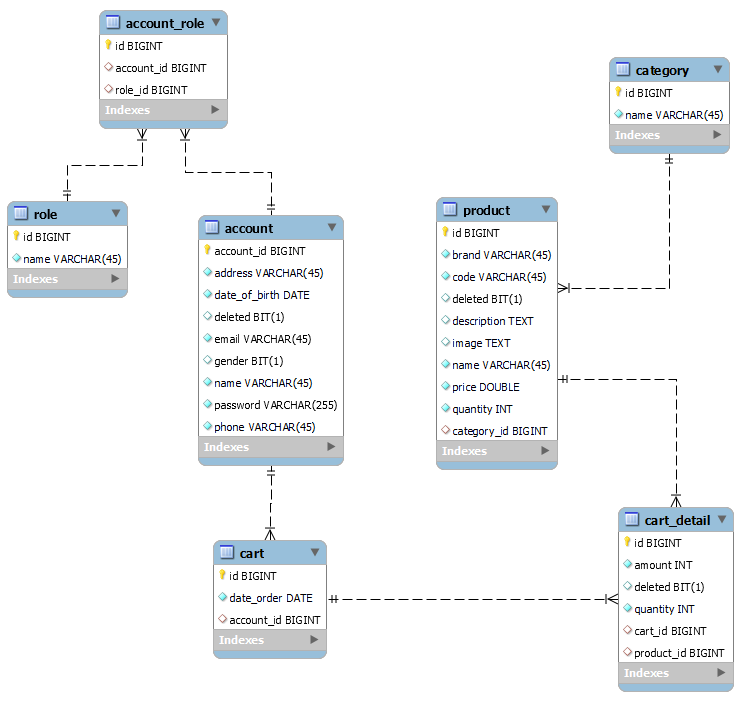 account_role
id BIGINT
account_id BIGINT
role_id BIGINT
Indexes
category
id BIGINT
name VARCHAR(45)
Indexes
role
id BIGINT
name VARCHAR(45)
Indexes
account
account_id BIGINT
address VARCHAR(45)
date_of_birth DATE
deleted BIT(1)
email VARCHAR(45)
gender BIT(1)
name VARCHAR(45)
password VARCHAR(255)
phone VARCHAR(45)
Indexes
product
id BIGINT
brand VARCHAR(45)
code VARCHAR(45)
deleted BIT(1)
description TEXT
image TEXT
name VARCHAR(45)
price DOUBLE
quantity INT
category_id BIGINT
Indexes
cart
id BIGINT
date_order DATE
account_id BIGINT
Indexes
cart_detail
id BIGINT
amount INT
deleted BIT(1)
quantity INT
cart_id BIGINT
product_id BIGINT
Indexes